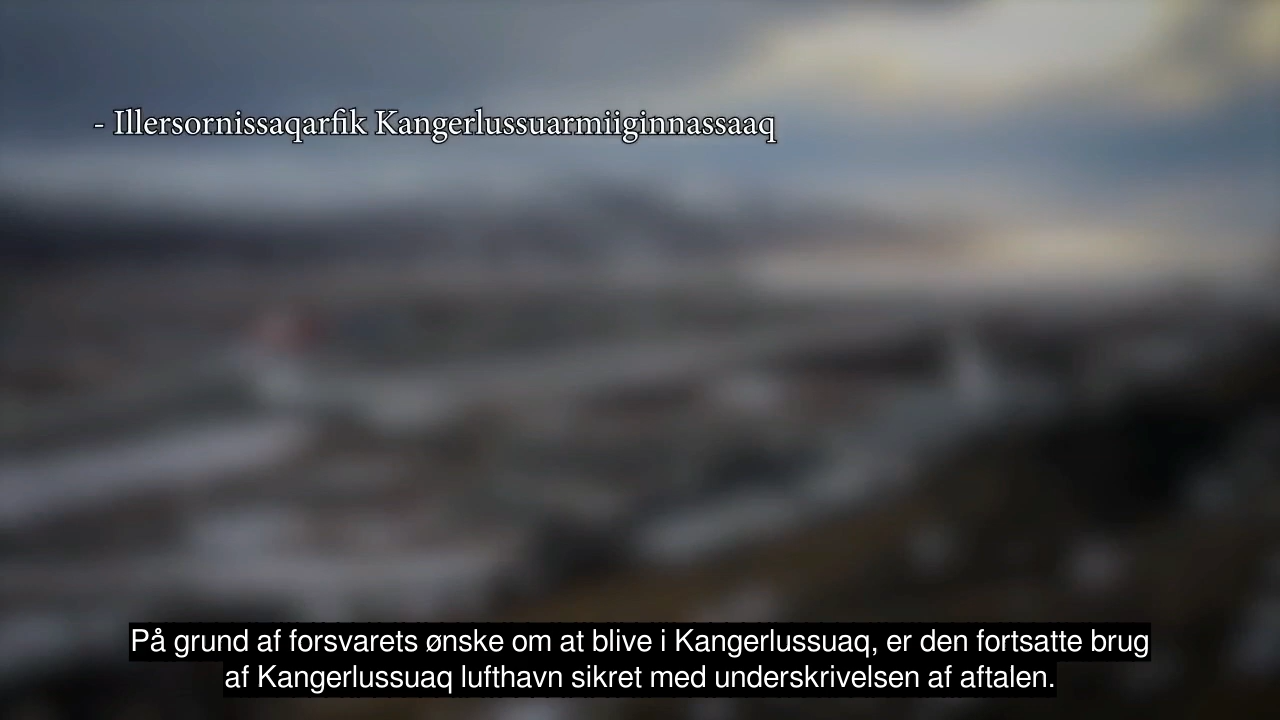 - Illersornissaqarfik Kangerlussuarmiiginnassaaq
På grund af forsvarets ønske om at blive i Kangerlussuaq, er den fortsatte brug
af Kangerlussuaq lufthavn sikret med underskrivelsen af aftalen.